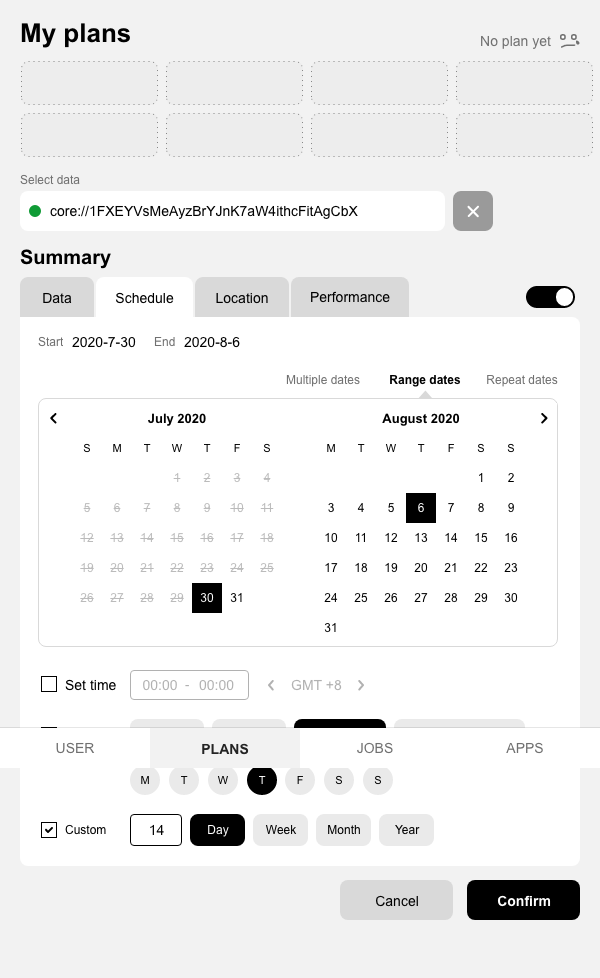 My plans
No plan yet
Select data
core://1FXEYVsMeAyzBrYJnK7aW4ithcFitAgCbX
Summary
Data Schedule Location Performance
Start 2020-7-30 End 2020-8-6
Multiple dates Range dates Repeat dates
July 2020 August 2020
S M T W T F S M T W T F S S
1 2 3 4 1 2
5 6 7 8 9 10 11 3 4 5 6 7 8 9
12 13 14 15 16 17 18 10 11 12 13 14 15 16
19 20 21 22 23 24 25 17 18 19 20 21 22 23
26 27 28 29 30 31 24 25 26 27 28 29 30
31
Set time 00:00 - 00:00 GMT +8
USER PLANS JOBS APPS
M T W T F S S
Custom 14 Day Week Month Year
Cancel Confirm